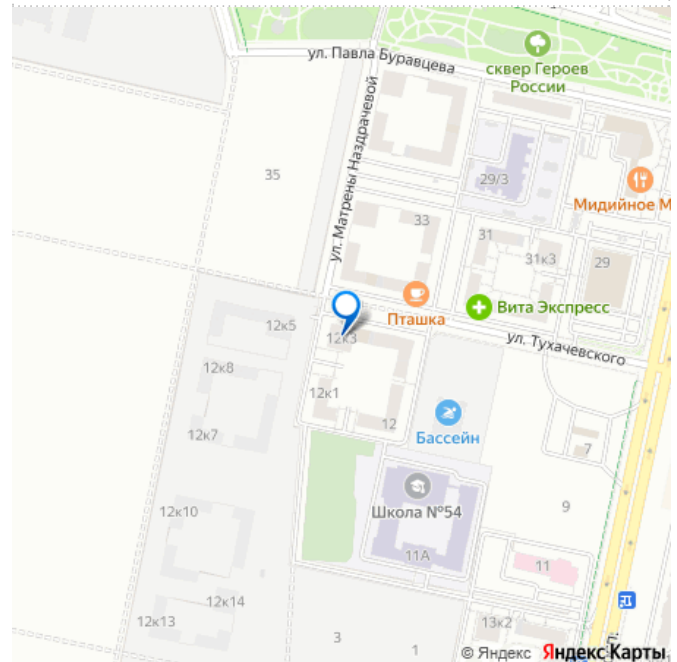 ул. Павла Буравцева
сквер Героев
России
ул. Матрены Наздрачевой
35
29/3
Мидийное М
33
31
31к3
29
Пташка
Вита Экспресс
ул. Тухачевского
12к5
12к3
12к8
12к1
12
12к7
Бассейн
7
Школа №54
9
12к10
11А
11
12к14
12к13
13к2
3
1
© Яндекс Яндекс Карты